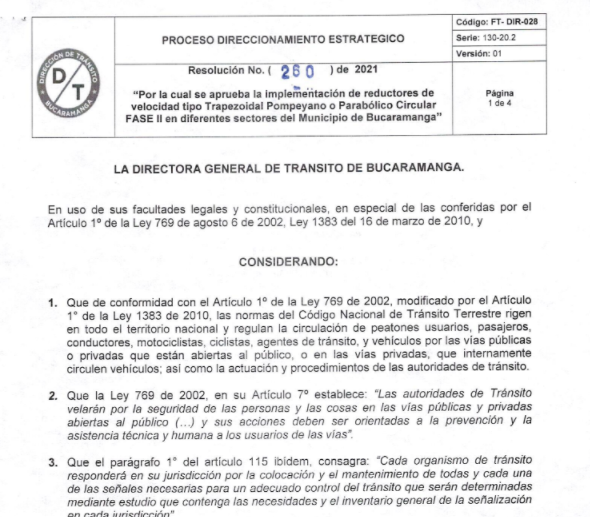 DIRECCIÓN DE TRÁNSITO
D/T
BUCARAMANGA
PROCESO DIRECCIONAMIENTO ESTRATEGICO
Código: FT- DIR-028
Serie: 130-20.2
Versión: 01
Resolución No. ( 260 ) de 2021
“Por la cual se aprueba la implementación de reductores de
velocidad tipo Trapezoidal Pompeyano o Parabólico Circular
FASE II en diferentes sectores del Municipio de Bucaramanga”
Página
1 de 4
LA DIRECTORA GENERAL DE TRANSITO DE BUCARAMANGA.
En uso de sus facultades legales y constitucionales, en especial de las conferidas por el
Artículo 1º de la Ley 769 de agosto 6 de 2002, Ley 1383 del 16 de marzo de 2010, y
CONSIDERANDO:
1. Que de conformidad con el Artículo 1º de la Ley 769 de 2002, modificado por el Artículo
1° de la Ley 1383 de 2010, las normas del Código Nacional de Tránsito Terrestre rigen
en todo el territorio nacional y regulan la circulación de peatones usuarios, pasajeros,
conductores, motociclistas, ciclistas, agentes de tránsito, y vehículos por las vías públicas
o privadas que están abiertas al público, o en las vías privadas, que internamente
circulen vehículos; así como la actuación y procedimientos de las autoridades de tránsito.
2. Que la Ley 769 de 2002, en su Artículo 7º establece: “Las autoridades de Tránsito
velarán por la seguridad de las personas y las cosas en las vías públicas y privadas
abiertas al público (...) y sus acciones deben ser orientadas a la prevención y la
asistencia técnica y humana a los usuarios de las vías”.
3. Que el parágrafo 1° del artículo 115 ibidem, consagra: “Cada organismo de tránsito
responderá en su jurisdicción por la colocación y el mantenimiento de todas y cada una
de las señales necesarias para un adecuado control del tránsito que serán determinadas
mediante estudio que contenga las necesidades y el inventario general de la señalización
en cada jurisdicción”